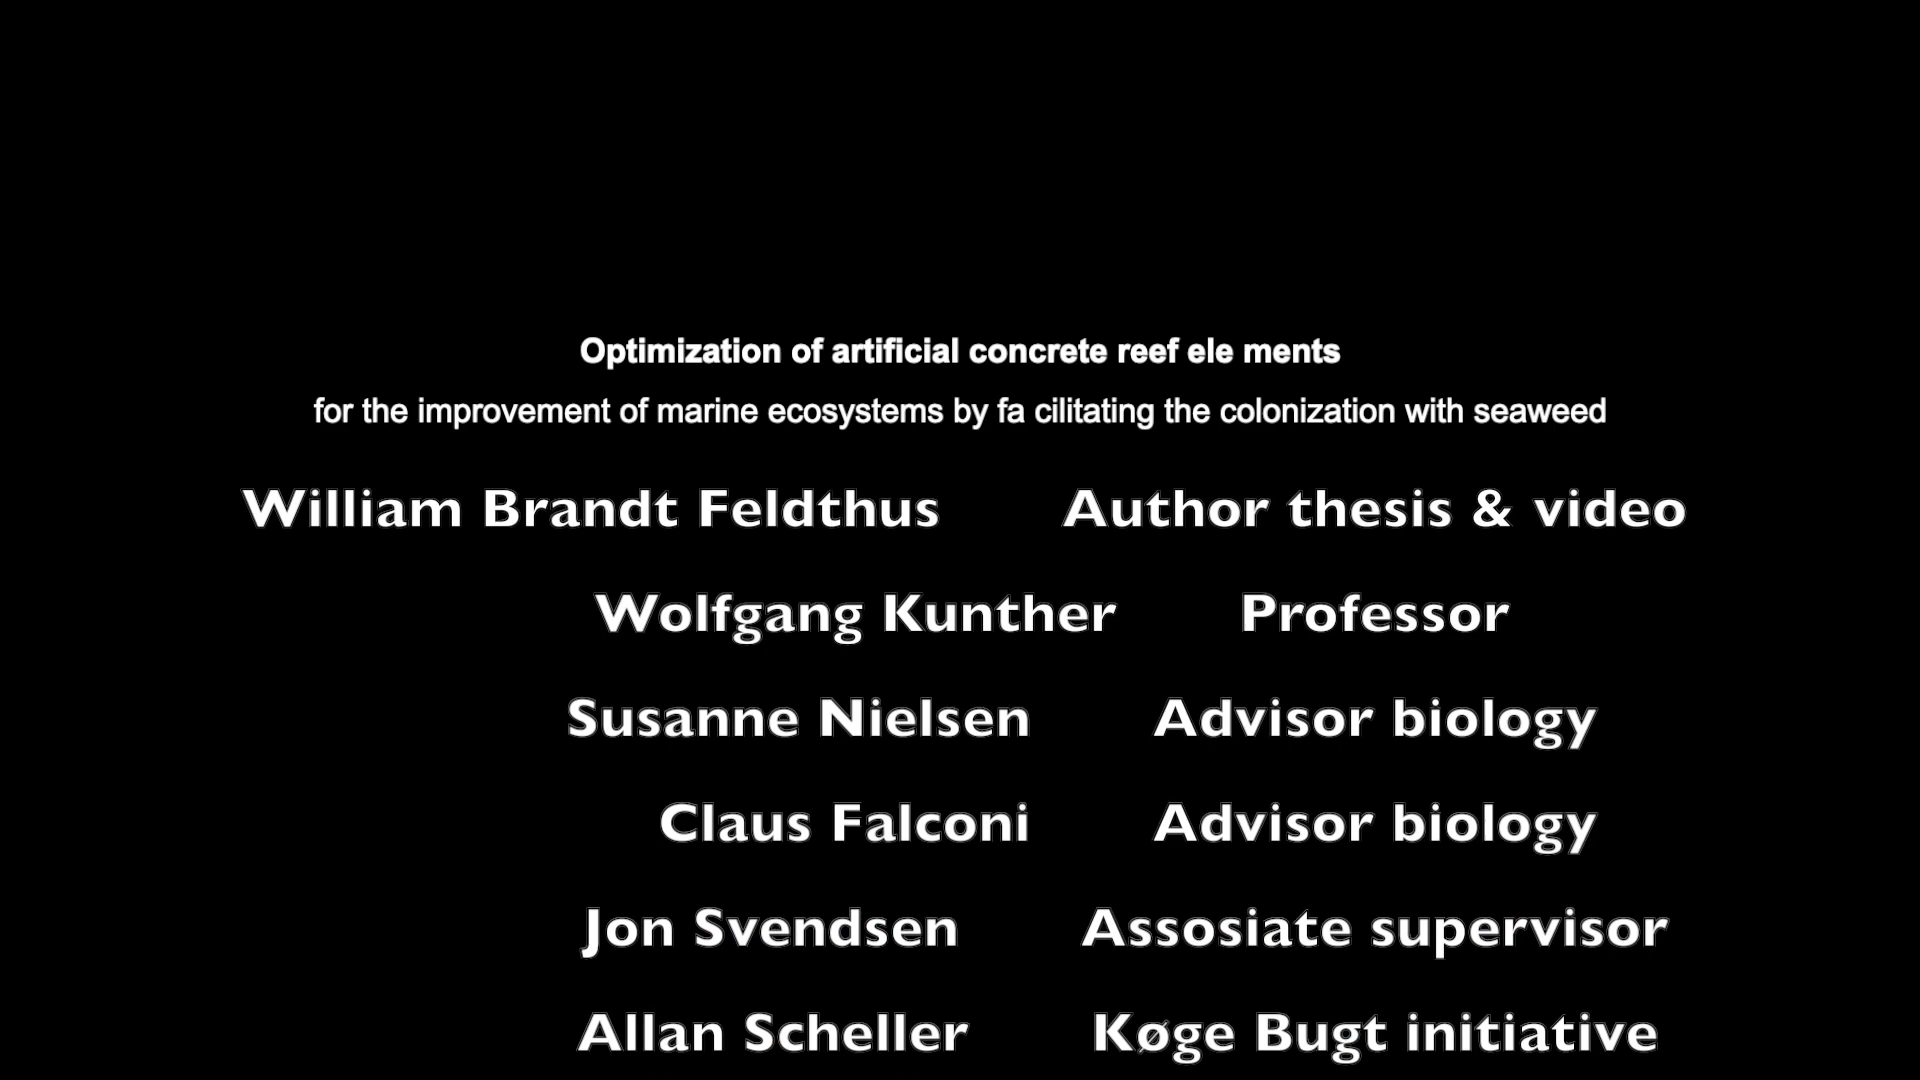 Optimization of artificial concrete reef ele ments
for the improvement of marine ecosystems by fa cilitating the colonization with seaweed
William Brandt Feldthus Author thesis & video
Wolfgang Kunther Professor
Susanne Nielsen Advisor biology
Claus Falconi Advisor biology
Jon Svendsen Assosiate supervisor
Allan Scheller Køge Bugt initiative